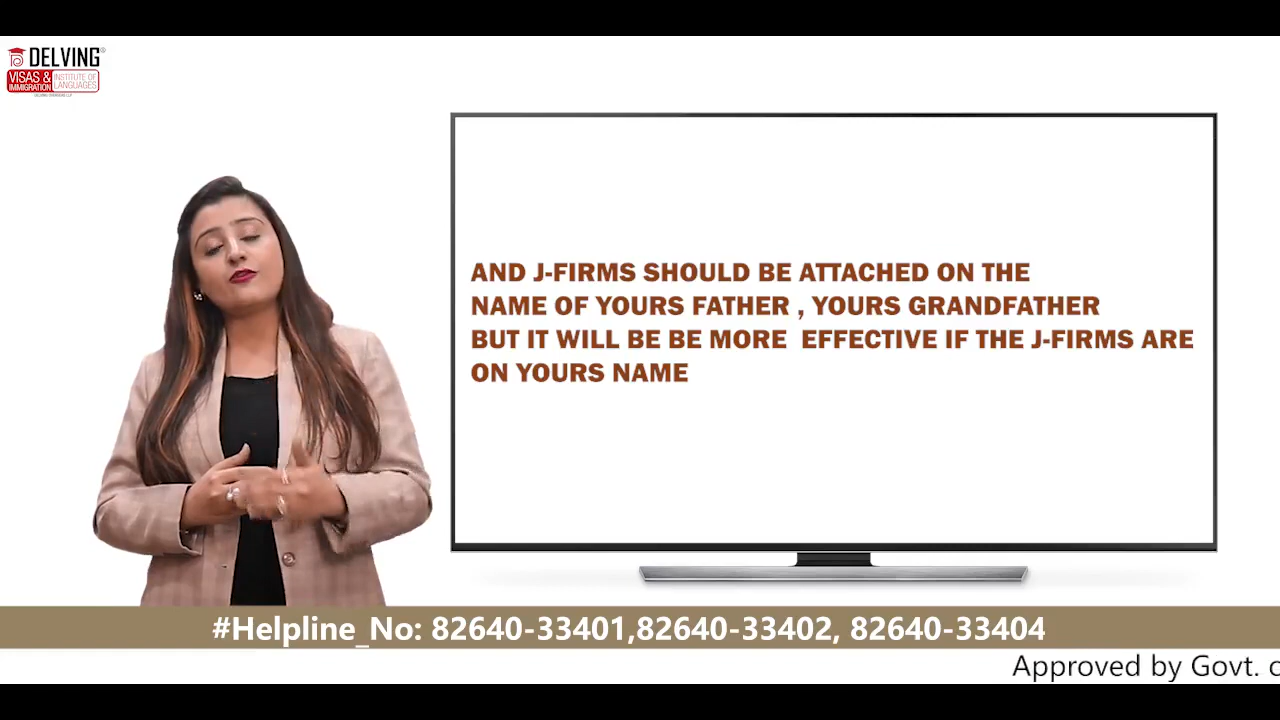 DELVING®
VISAS & IMMIGRATION
INSTITUTE OF LANGUAGES
AND J-FIRMS SHOULD BE ATTACHED ON THE
NAME OF YOURS FATHER , YOURS GRANDFATHER
BUT IT WILL BE BE MORE EFFECTIVE IF THE J-FIRMS ARE
ON YOURS NAME
#Helpline_No: 82640-33401,82640-33402, 82640-33404
Approved by Govt.